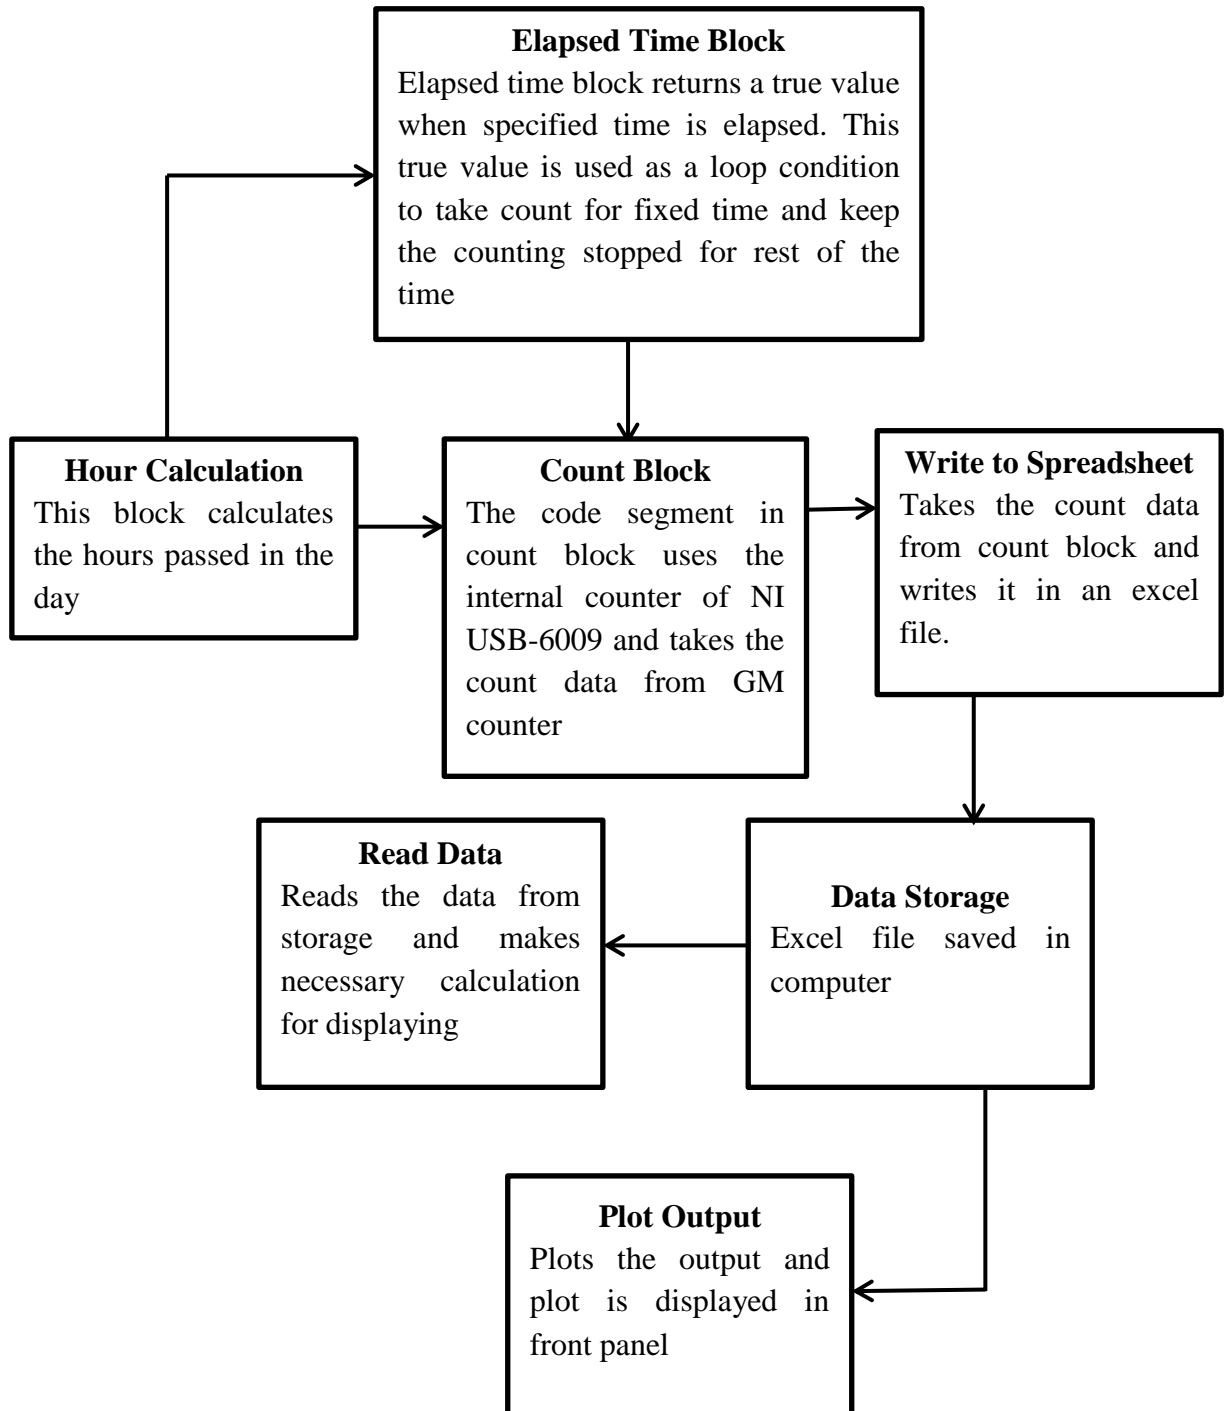 Elapsed Time Block
Elapsed time block returns a true value
when specified time is elapsed. This
true value is used as a loop condition
to take count for fixed time and keep
the counting stopped for rest of the
time
Hour Calculation
This block calculates
the hours passed in the
day
Count Block
The code segment in
count block uses the
internal counter of NI
USB-6009 and takes the
count data from GM
counter
Write to Spreadsheet
Takes the count data
from count block and
writes it in an excel
file.
Read Data
Reads the data from
storage and makes
necessary calculation
for displaying
Data Storage
Excel file saved in
computer
Plot Output
Plots the output and
plot is displayed in
front panel